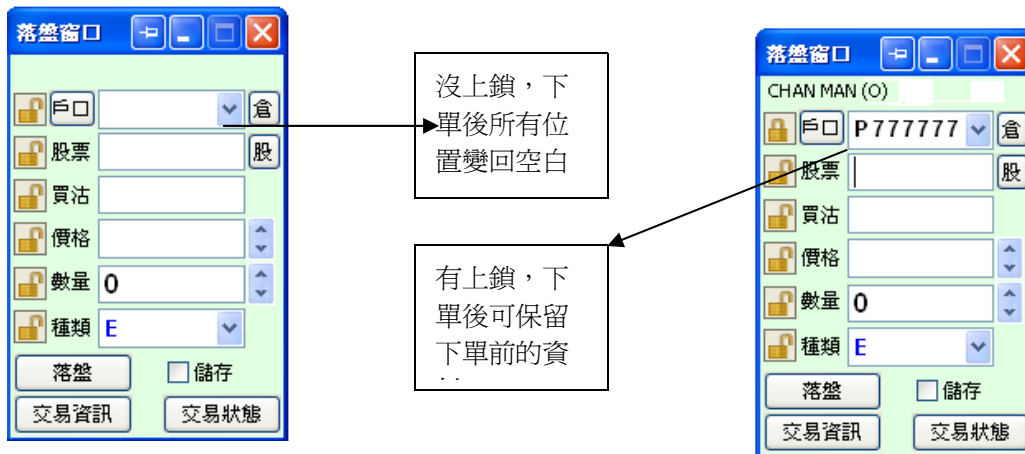 落盤窗口
戶口
倉
股票
股
買沽
價格
數量 0
種類 E
落盤 儲存
交易資訊 交易狀態
沒上鎖，下
單後所有位
置變回空白
有上鎖，下
單後可保留
下單前的資
落盤窗口
CHAN MAN (O)
戶口 P777777 倉
股票 股
買沽
價格
數量 0
種類 E
落盤 儲存
交易資訊 交易狀態